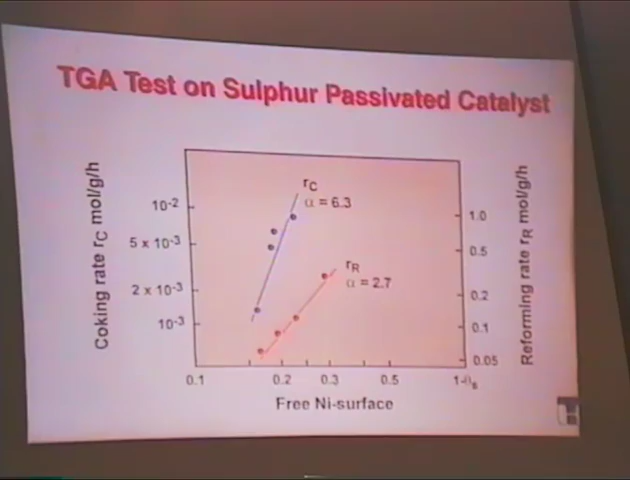 TGA Test on Sulphur Passivated Catalyst
Coking rate rC mol/g/h
10-2
5 x 10-3
2 x 10-3
10-3
rC
α = 6.3
rR
α = 2.7
1.0
0.5
0.2
0.1
0.05
Reforming rate rR mol/g/h
0.1
0.2
0.3
0.5
1-θs
Free Ni-surface